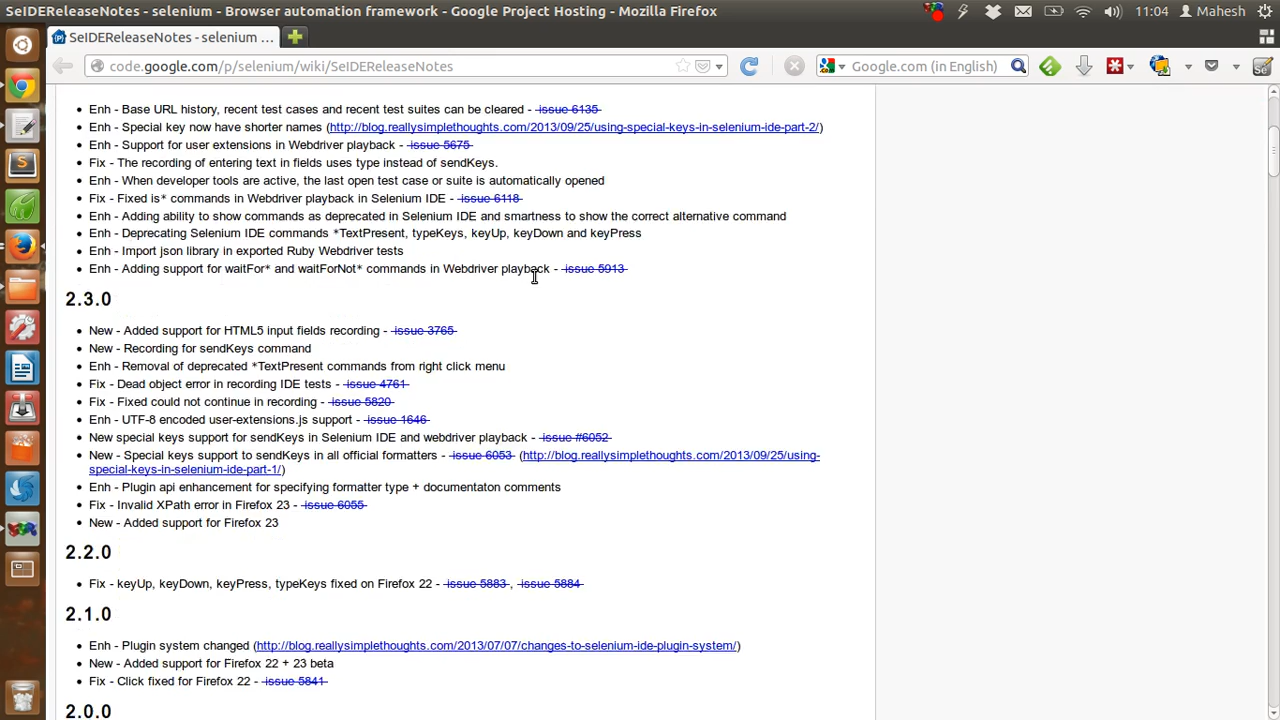 SeIDEReleaseNotes - selenium - Browser automation framework - Google Project Hosting - Mozilla Firefox
11:04 Mahesh
SeIDEReleaseNotes - selenium ...
code.google.com/p/selenium/wiki/SeIDEReleaseNotes
Google.com (in English)
Enh - Base URL history, recent test cases and recent test suites can be cleared - issue 6135
Enh - Special key now have shorter names (http://blog.reallysimplethoughts.com/2013/09/25/using-special-keys-in-selenium-ide-part-2/)
Enh - Support for user extensions in Webdriver playback - issue 5675
Fix - The recording of entering text in fields uses type instead of sendKeys.
Enh - When developer tools are active, the last open test case or suite is automatically opened
Fix - Fixed is* commands in Webdriver playback in Selenium IDE - issue 6118
Enh - Adding ability to show commands as deprecated in Selenium IDE and smartness to show the correct alternative command
Enh - Deprecating Selenium IDE commands *TextPresent, typeKeys, keyUp, keyDown and keyPress
Enh - Import json library in exported Ruby Webdriver tests
Enh - Adding support for waitFor* and waitForNot* commands in Webdriver playback - issue 5913
2.3.0
New - Added support for HTML5 input fields recording - issue 3765
New - Recording for sendKeys command
Enh - Removal of deprecated *TextPresent commands from right click menu
Fix - Dead object error in recording IDE tests - issue 4761
Fix - Fixed could not continue in recording - issue 5820
Enh - UTF-8 encoded user-extensions.js support - issue 1646
New special keys support for sendKeys in Selenium IDE and webdriver playback - issue #6052
New - Special keys support to sendKeys in all official formatters - issue 6053 (http://blog.reallysimplethoughts.com/2013/09/25/using-
special-keys-in-selenium-ide-part-1/)
Enh - Plugin api enhancement for specifying formatter type + documentaton comments
Fix - Invalid XPath error in Firefox 23 - issue 6055
New - Added support for Firefox 23
2.2.0
Fix - keyUp, keyDown, keyPress, typeKeys fixed on Firefox 22 - issue 5883 , issue 5884
2.1.0
Enh - Plugin system changed (http://blog.reallysimplethoughts.com/2013/07/07/changes-to-selenium-ide-plugin-system/)
New - Added support for Firefox 22 + 23 beta
Fix - Click fixed for Firefox 22 - issue 5841
2.0.0